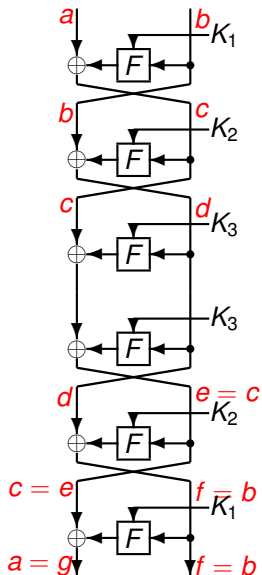 a b
K1
F
b c
K2
F
c d
K3
F
K3
F
d e = c
K2
F
c = e f = b
K1
F
a = g f = b